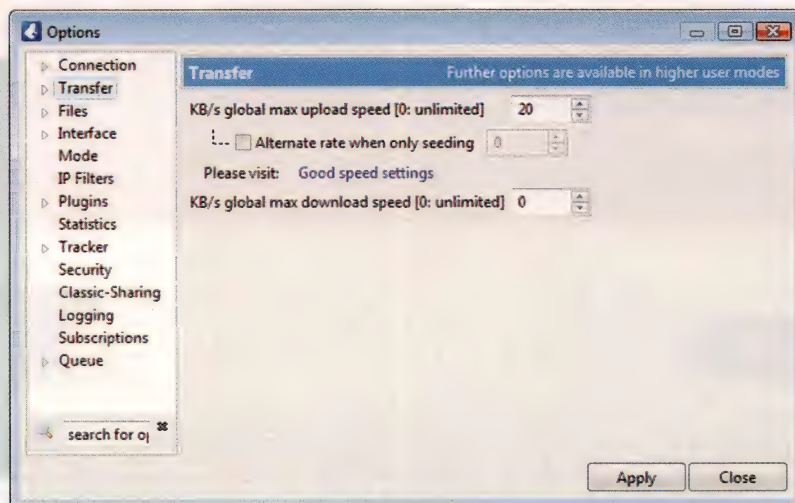 Options
Connection
Transfer
Files
Interface
Mode
IP Filters
Plugins
Statistics
Tracker
Security
Classic-Sharing
Logging
Subscriptions
Queue
search for op
Transfer Further options are available in higher user modes
KB/s global max upload speed [0: unlimited] 20
Alternate rate when only seeding 0
Please visit: Good speed settings
KB/s global max download speed [0: unlimited] 0
Apply Close